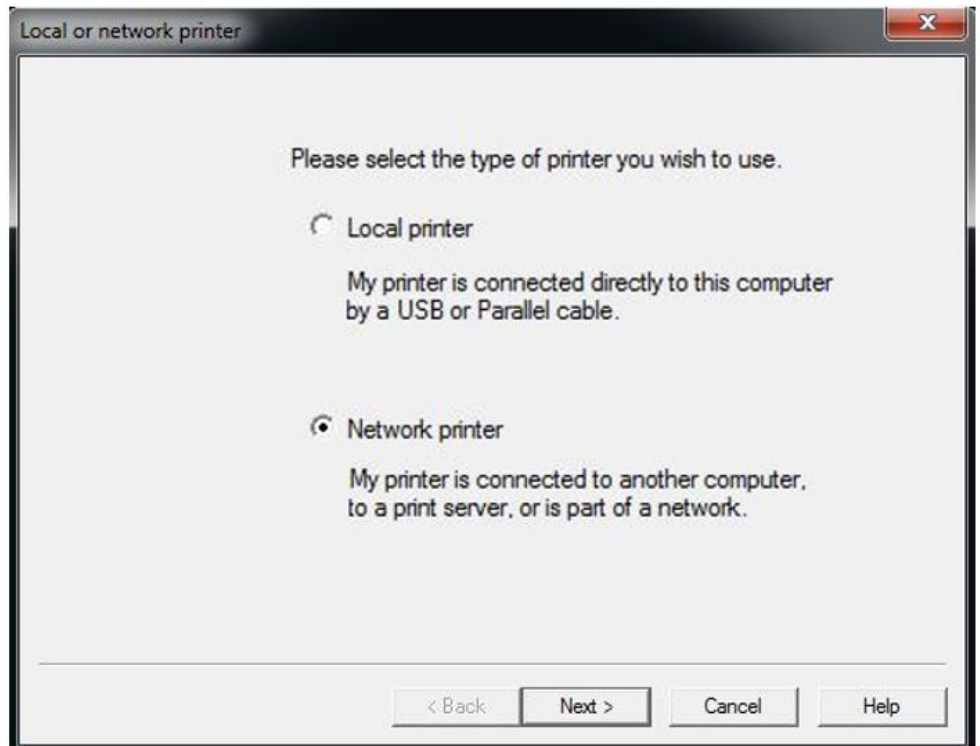 Local or network printer
Please select the type of printer you wish to use.
Local printer
My printer is connected directly to this computer
by a USB or Parallel cable.
Network printer
My printer is connected to another computer,
to a print server, or is part of a network.
< Back Next > Cancel Help